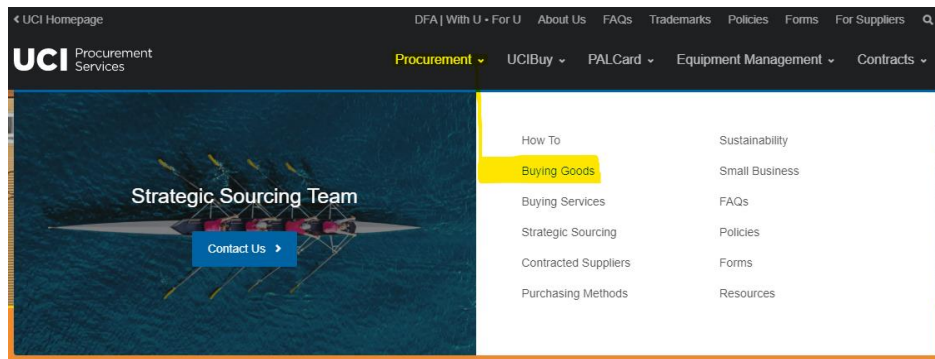 UCI Homepage
DFA | With U • For U About Us FAQs Trademarks Policies Forms For Suppliers
UCI Procurement Services
Procurement UCIBuy PALCard Equipment Management Contracts
Strategic Sourcing Team
Contact Us
How To
Buying Goods
Buying Services
Strategic Sourcing
Contracted Suppliers
Purchasing Methods
Sustainability
Small Business
FAQs
Policies
Forms
Resources